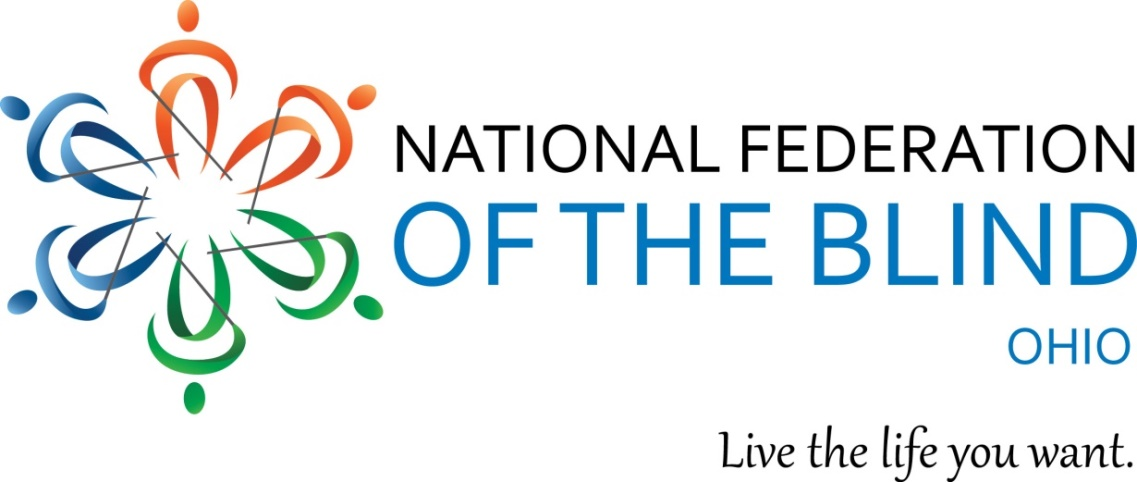 NATIONAL FEDERATION
OF THE BLIND
OHIO
Live the life you want.